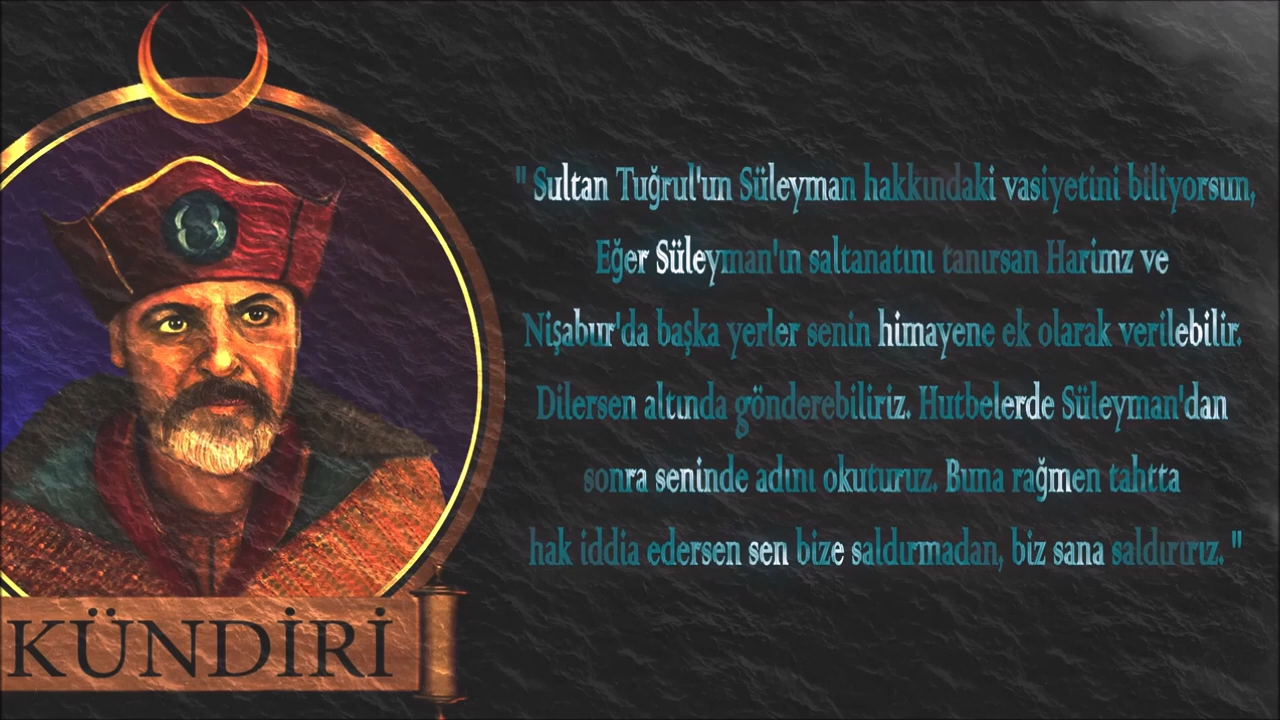 " Sultan Tuğrul'un Süleyman hakkındaki vasiyetini biliyorsun,
Eğer Süleyman'ın saltanatını tanırsan Harimz ve
Nişabur'da başka yerler senin himayene ek olarak verilebilir.
Dilersen altında gönderebiliriz. Hutbelerde Süleyman'dan
sonra seninde adını okuturuz. Buna rağmen tahtta
hak iddia edersen sen bize saldırmadan, biz sana saldırırız. "
KÜNDİRİ